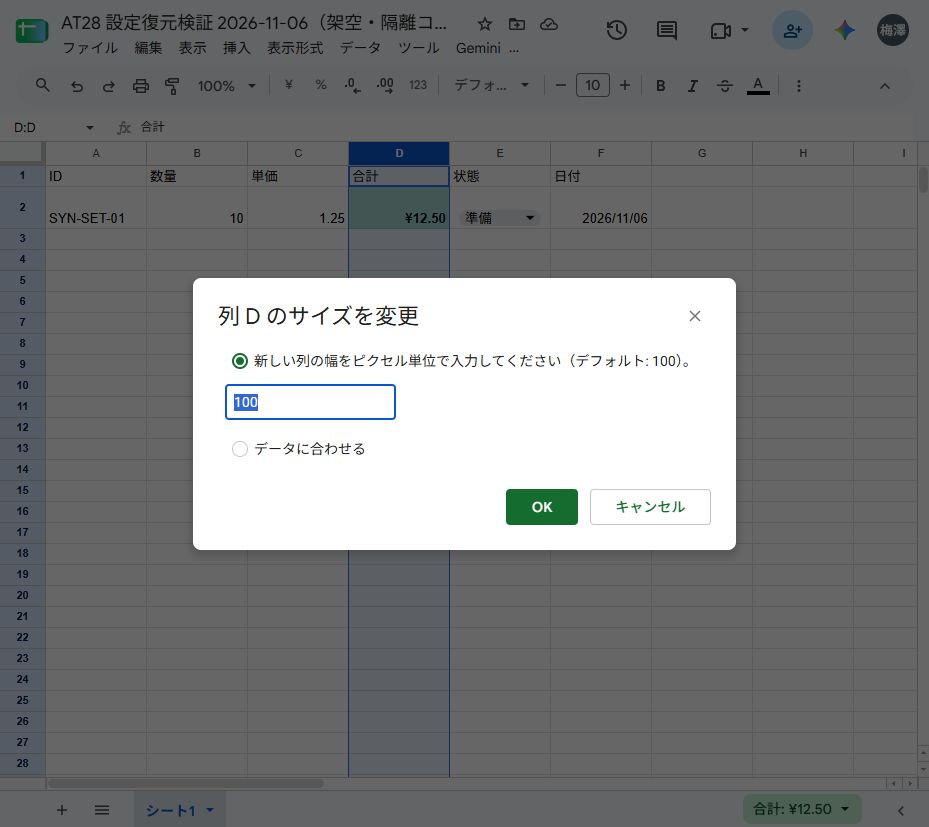 AT28 設定復元検証 2026-11-06（架空・隔離コ...
梅澤
ファイル 編集 表示 挿入 表示形式 データ ツール Gemini ...
100% ¥ % .0 .00 123 デフォ... − 10 + B I S A
D:D fx 合計
A B C D E F G H I
1 ID 数量 単価 合計 状態 日付
2 SYN-SET-01 10 1.25 ¥12.50 準備 2026/11/06
3
4
5
6
7
8
9
10
11
12
13
14
15
16
17
18
19
20
21
22
23
24
25
26
27
28
列 D のサイズを変更
新しい列の幅をピクセル単位で入力してください（デフォルト: 100）。
100
データに合わせる
OK キャンセル
シート1 合計: ¥12.50